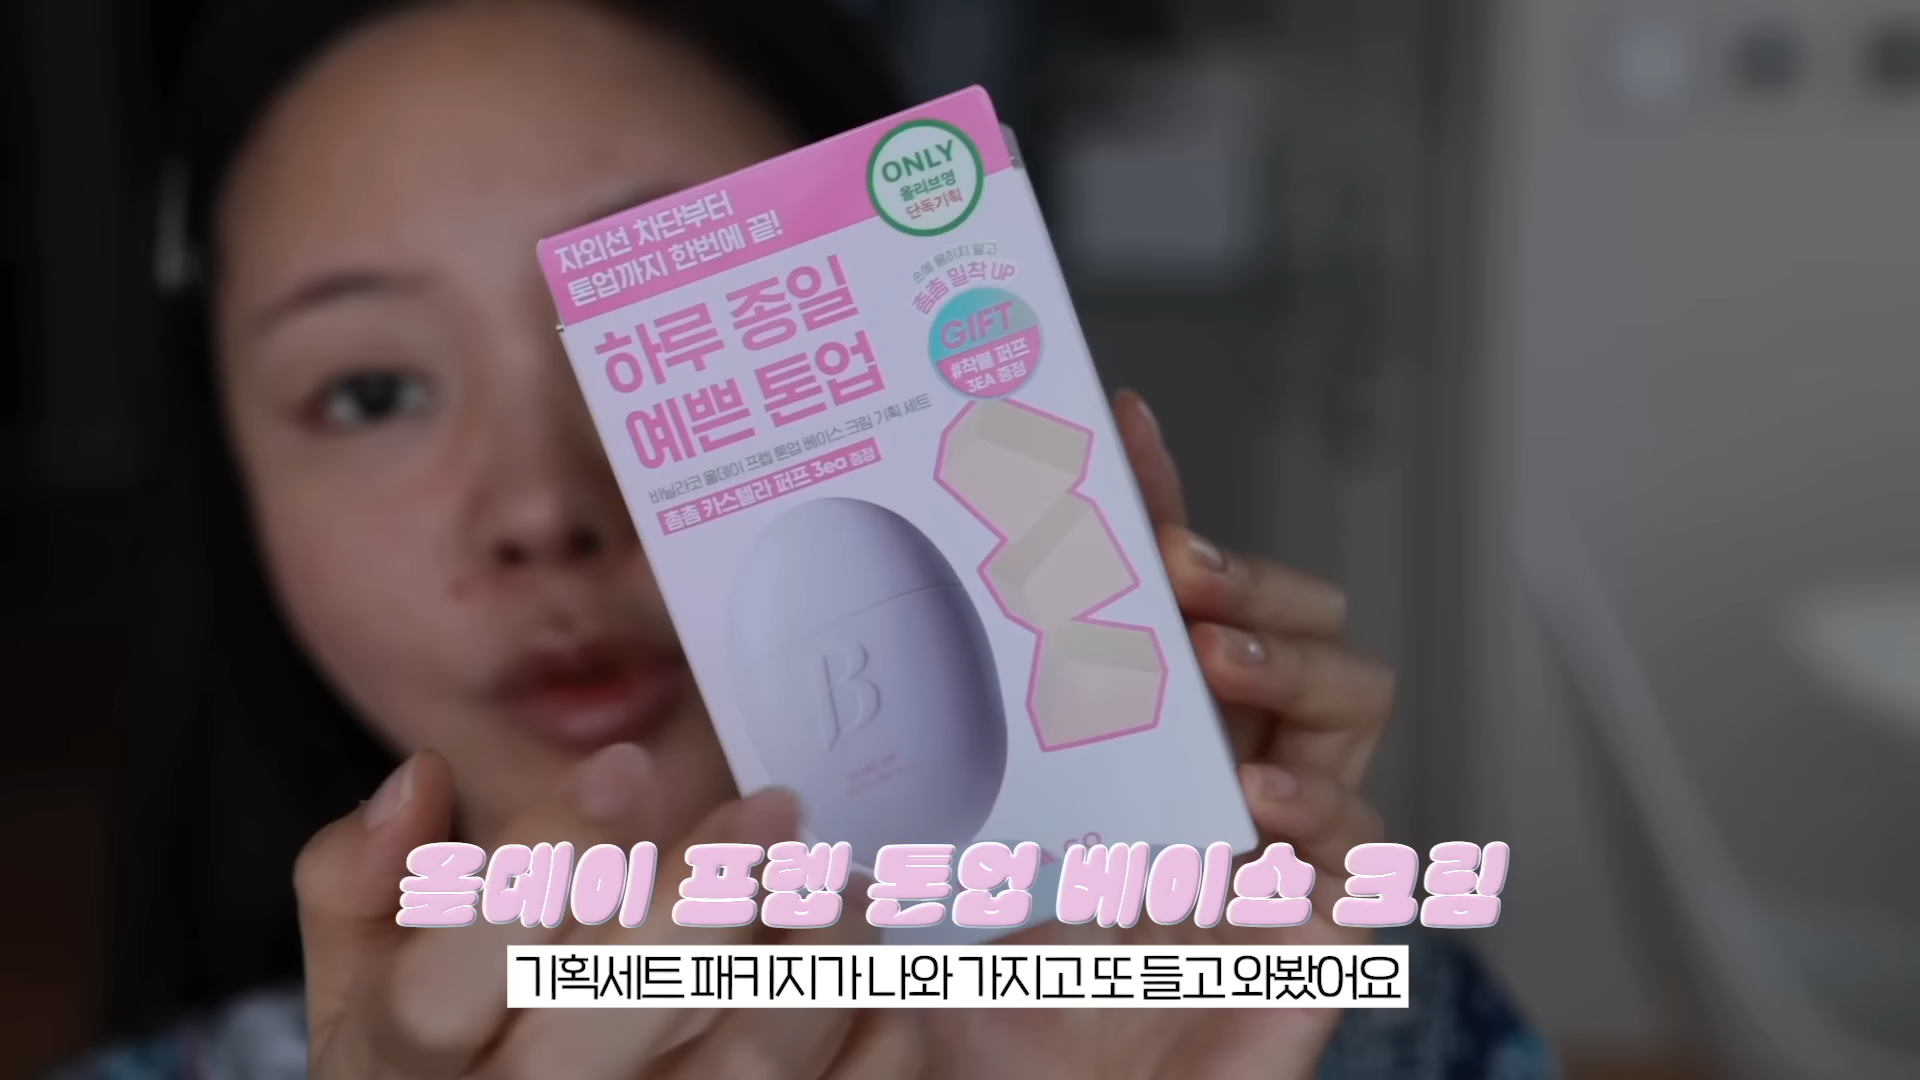 자외선 차단부터
톤업까지 한번에 끝!
ONLY
올리브영
단독기획
하루 종일
예쁜 톤업
손에 묻히지 말고
촘촘 밀착 UP
GIFT
#착붙 퍼프
3EA 증정
바닐라코 올데이 프렙 톤업 베이스 크림 기획 세트
촘촘 카스텔라 퍼프 3ea 증정
B
올데이 프렙 톤업 베이스 크림
기획세트 패키지가 나와 가지고 또 들고 와봤어요